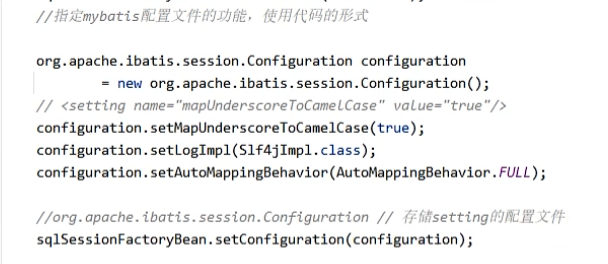 //指定mybatis配置文件的功能，使用代码的形式
org.apache.ibatis.session.Configuration configuration
= new org.apache.ibatis.session.Configuration();
// <setting name="mapUnderscoreToCamelCase" value="true"/>
configuration.setMapUnderscoreToCamelCase(true);
configuration.setLogImpl(Slf4jImpl.class);
configuration.setAutoMappingBehavior(AutoMappingBehavior.FULL);
//org.apache.ibatis.session.Configuration // 存储setting的配置文件
sqlSessionFactoryBean.setConfiguration(configuration);